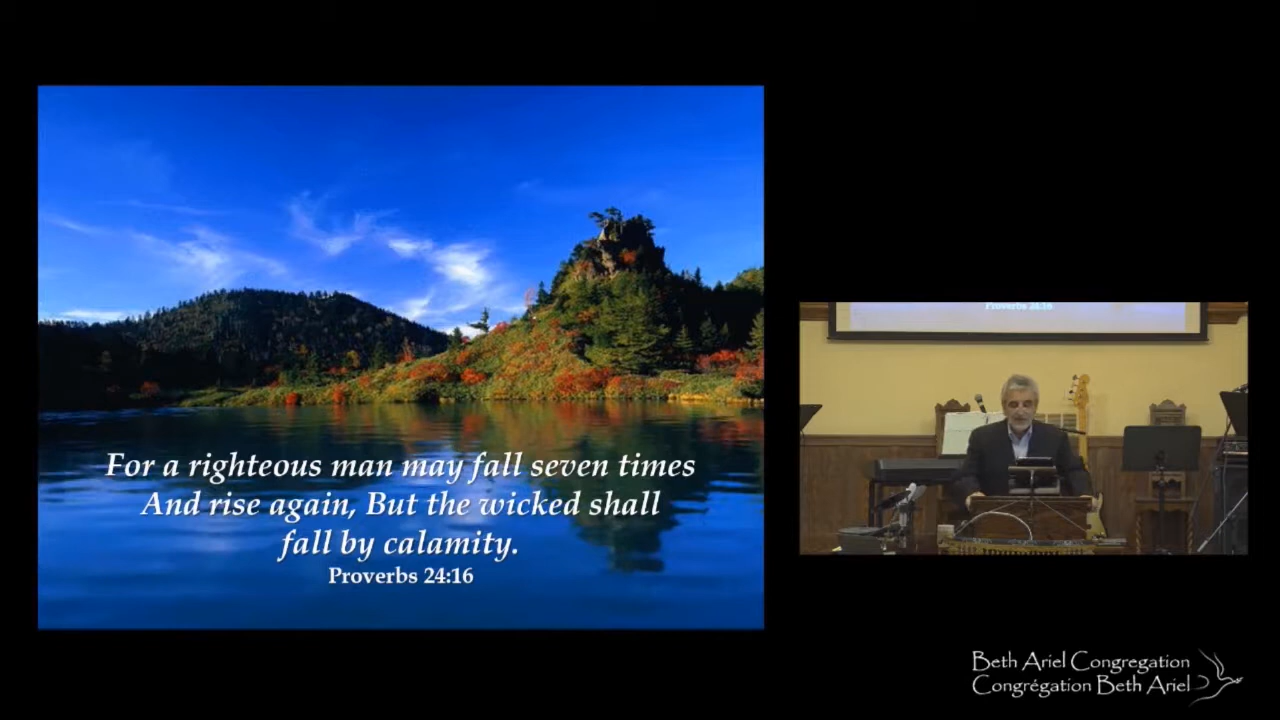 For a righteous man may fall seven times
And rise again, But the wicked shall
fall by calamity.
Proverbs 24:16
Proverbs 24:16
Beth Ariel Congregation
Congrégation Beth Ariel